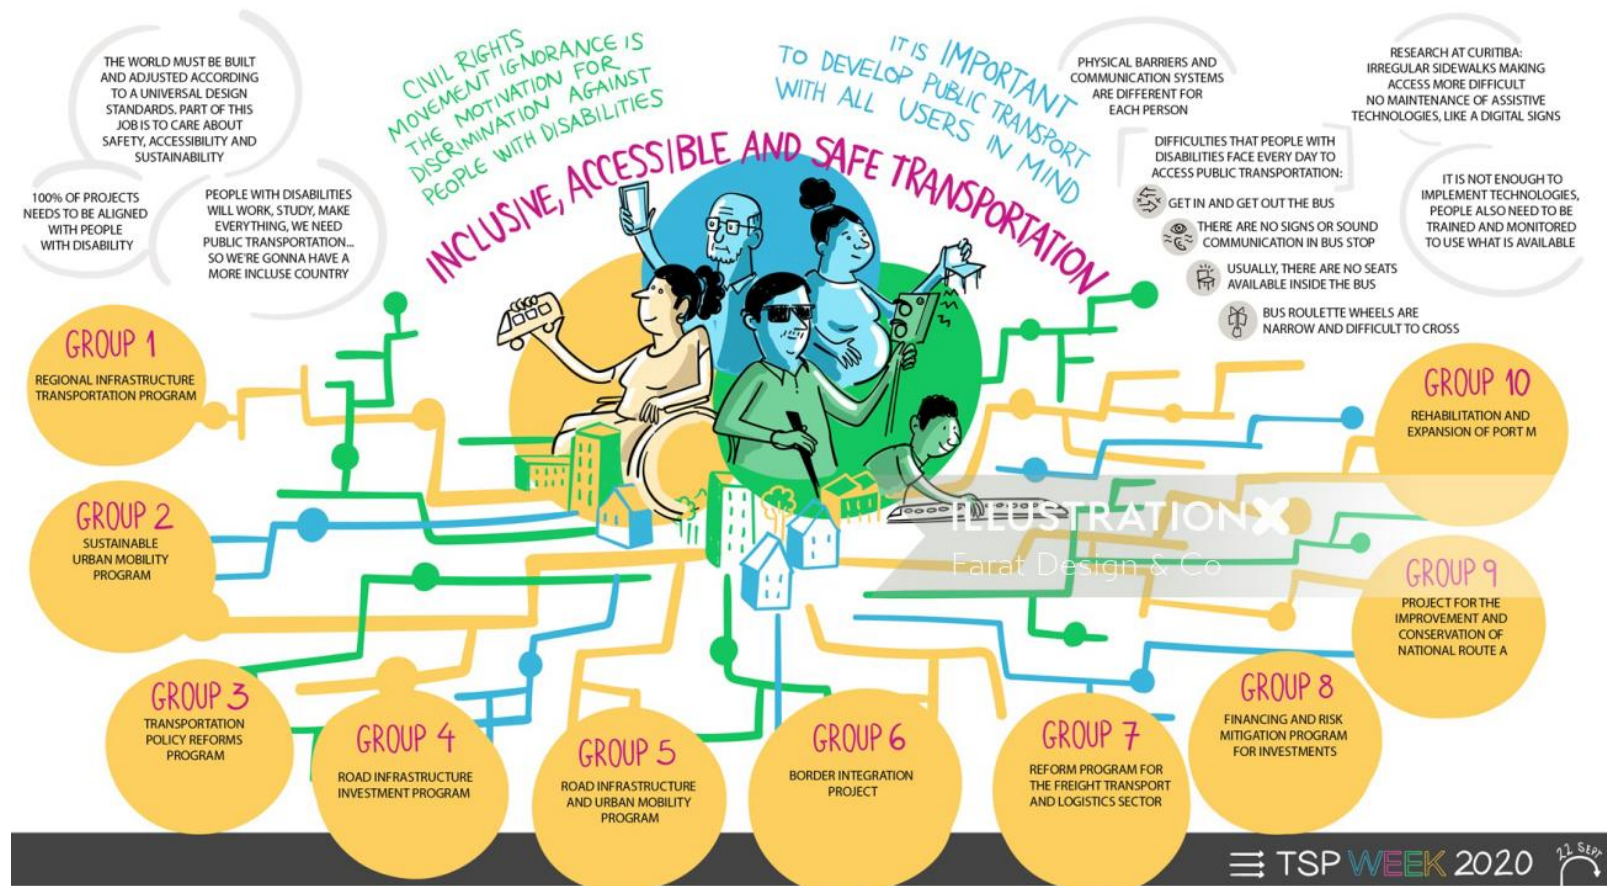 THE WORLD MUST BE BUILT
AND ADJUSTED ACCORDING
TO A UNIVERSAL DESIGN
STANDARDS. PART OF THIS
JOB IS TO CARE ABOUT
SAFETY, ACCESSIBILITY AND
SUSTAINABILITY
100% OF PROJECTS
NEEDS TO BE ALIGNED
WITH PEOPLE
WITH DISABILITY
PEOPLE WITH DISABILITIES
WILL WORK, STUDY, MAKE
EVERYTHING, WE NEED
PUBLIC TRANSPORTATION...
SO WE'RE GONNA HAVE A
MORE INCLUSE COUNTRY
CIVIL RIGHTS
MOVEMENT IGNORANCE IS
THE MOTIVATION FOR
DISCRIMINATION AGAINST
PEOPLE WITH DISABILITIES
IT IS IMPORTANT
TO DEVELOP PUBLIC TRANSPORT
WITH ALL USERS IN MIND
INCLUSIVE, ACCESSIBLE AND SAFE TRANSPORTATION
PHYSICAL BARRIERS AND
COMMUNICATION SYSTEMS
ARE DIFFERENT FOR
EACH PERSON
DIFFICULTIES THAT PEOPLE WITH
DISABILITIES FACE EVERY DAY TO
ACCESS PUBLIC TRANSPORTATION:
GET IN AND GET OUT THE BUS
THERE ARE NO SIGNS OR SOUND
COMMUNICATION IN BUS STOP
USUALLY, THERE ARE NO SEATS
AVAILABLE INSIDE THE BUS
BUS ROULETTE WHEELS ARE
NARROW AND DIFFICULT TO CROSS
RESEARCH AT CURITIBA:
IRREGULAR SIDEWALKS MAKING
ACCESS MORE DIFFICULT
NO MAINTENANCE OF ASSISTIVE
TECHNOLOGIES, LIKE A DIGITAL SIGNS
IT IS NOT ENOUGH TO
IMPLEMENT TECHNOLOGIES,
PEOPLE ALSO NEED TO BE
TRAINED AND MONITORED
TO USE WHAT IS AVAILABLE
GROUP 1
REGIONAL INFRASTRUCTURE
TRANSPORTATION PROGRAM
GROUP 2
SUSTAINABLE
URBAN MOBILITY
PROGRAM
GROUP 3
TRANSPORTATION
POLICY REFORMS
PROGRAM
GROUP 4
ROAD INFRASTRUCTURE
INVESTMENT PROGRAM
GROUP 5
ROAD INFRASTRUCTURE
AND URBAN MOBILITY
PROGRAM
GROUP 6
BORDER INTEGRATION
PROJECT
GROUP 7
REFORM PROGRAM FOR
THE FREIGHT TRANSPORT
AND LOGISTICS SECTOR
GROUP 8
FINANCING AND RISK
MITIGATION PROGRAM
FOR INVESTMENTS
GROUP 9
PROJECT FOR THE
IMPROVEMENT AND
CONSERVATION OF
NATIONAL ROUTE A
GROUP 10
REHABILITATION AND
EXPANSION OF PORT M
ILLUSTRATIONX
Farat Design & Co
TSP WEEK 2020
22 SEPT